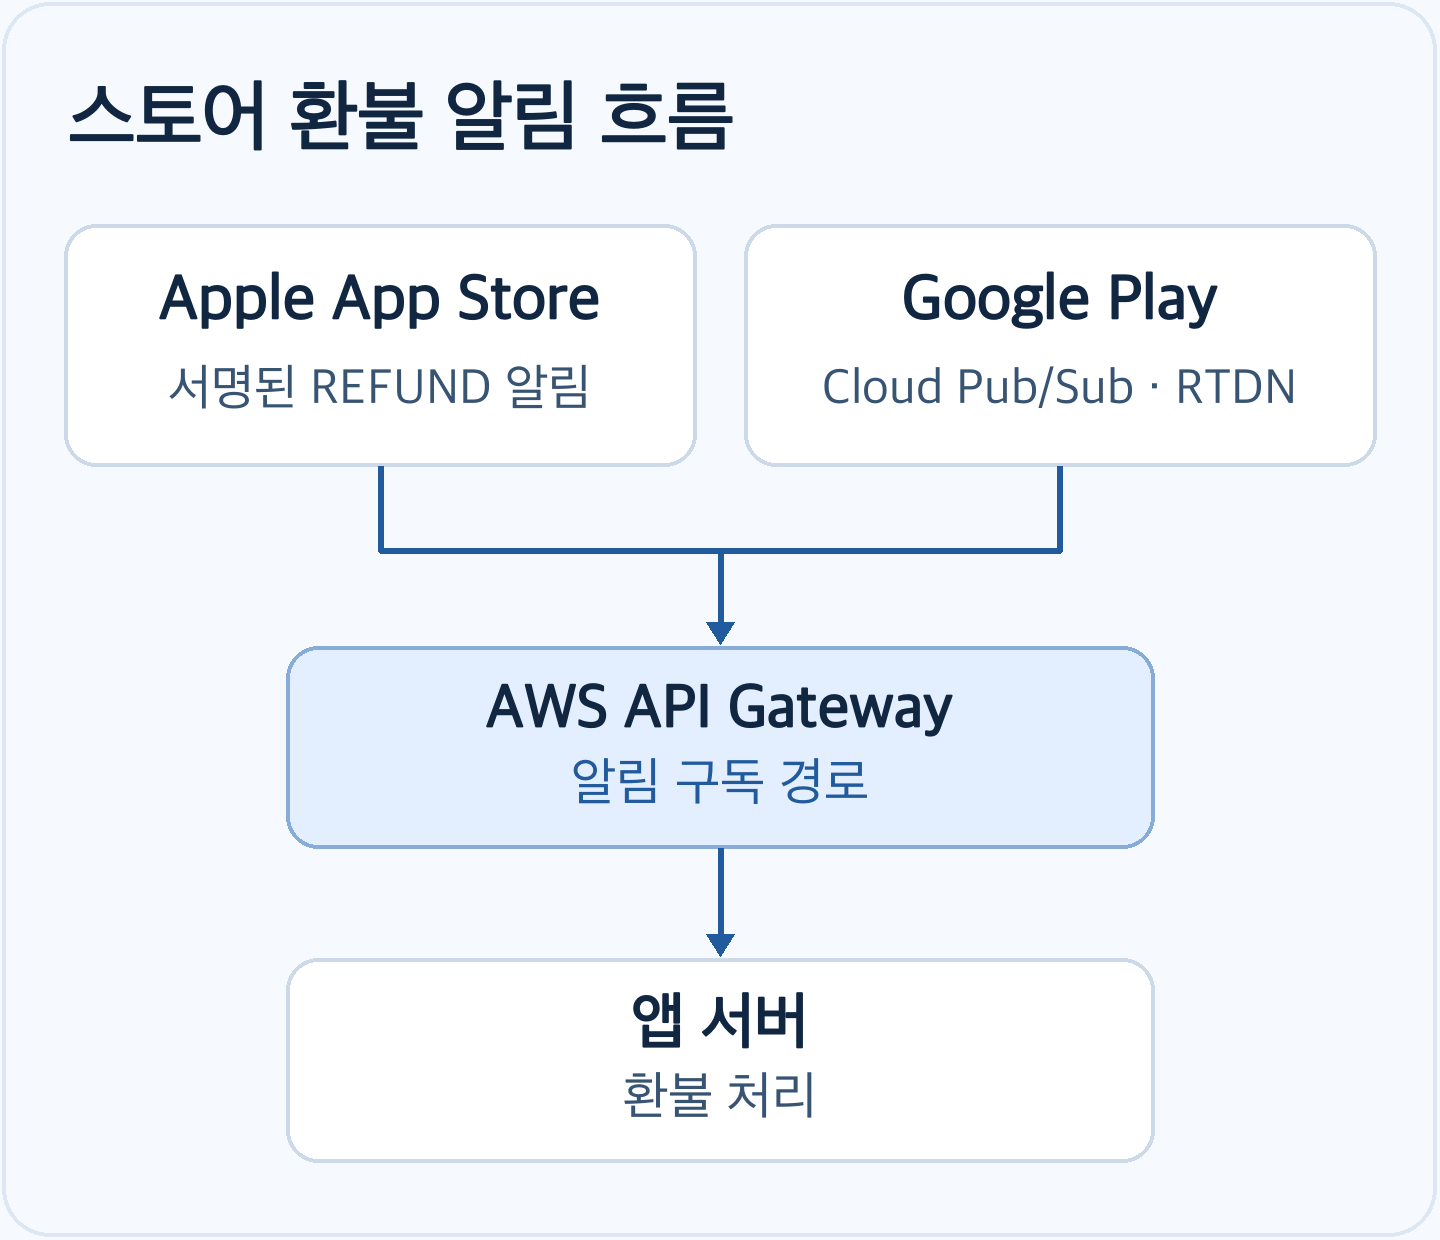 스토어 환불 알림 흐름
Apple App Store
서명된 REFUND 알림
Google Play
Cloud Pub/Sub · RTDN
AWS API Gateway
알림 구독 경로
앱 서버
환불 처리